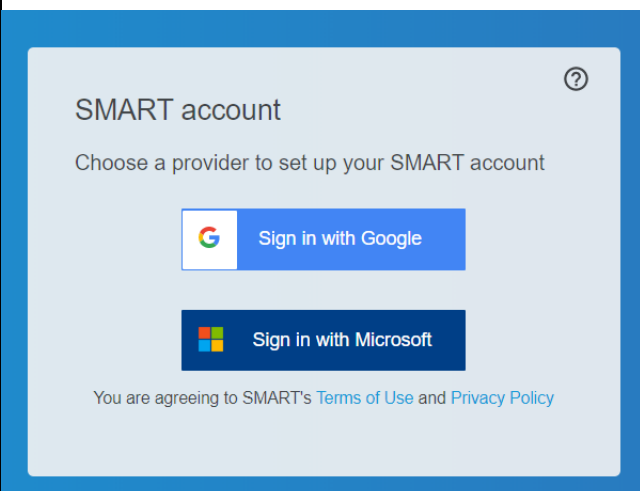 SMART account
Choose a provider to set up your SMART account
Sign in with Google
Sign in with Microsoft
You are agreeing to SMART's Terms of Use and Privacy Policy